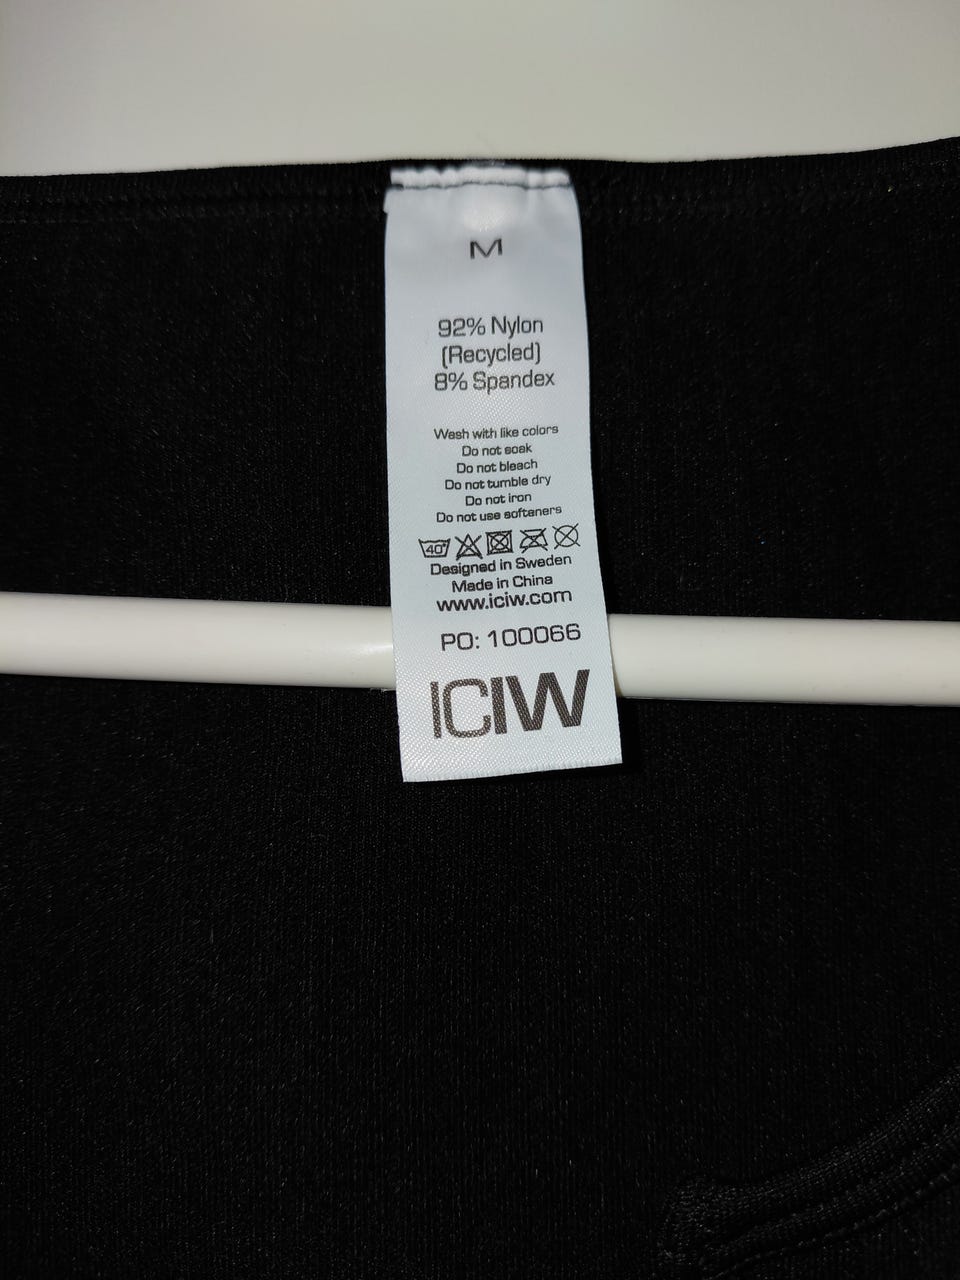 M
92% Nylon
(Recycled)
8% Spandex
Wash with like colors
Do not soak
Do not bleach
Do not tumble dry
Do not iron
Do not use softeners
40°
Designed in Sweden
Made in China
www.iciw.com
PO: 100066
ICIW